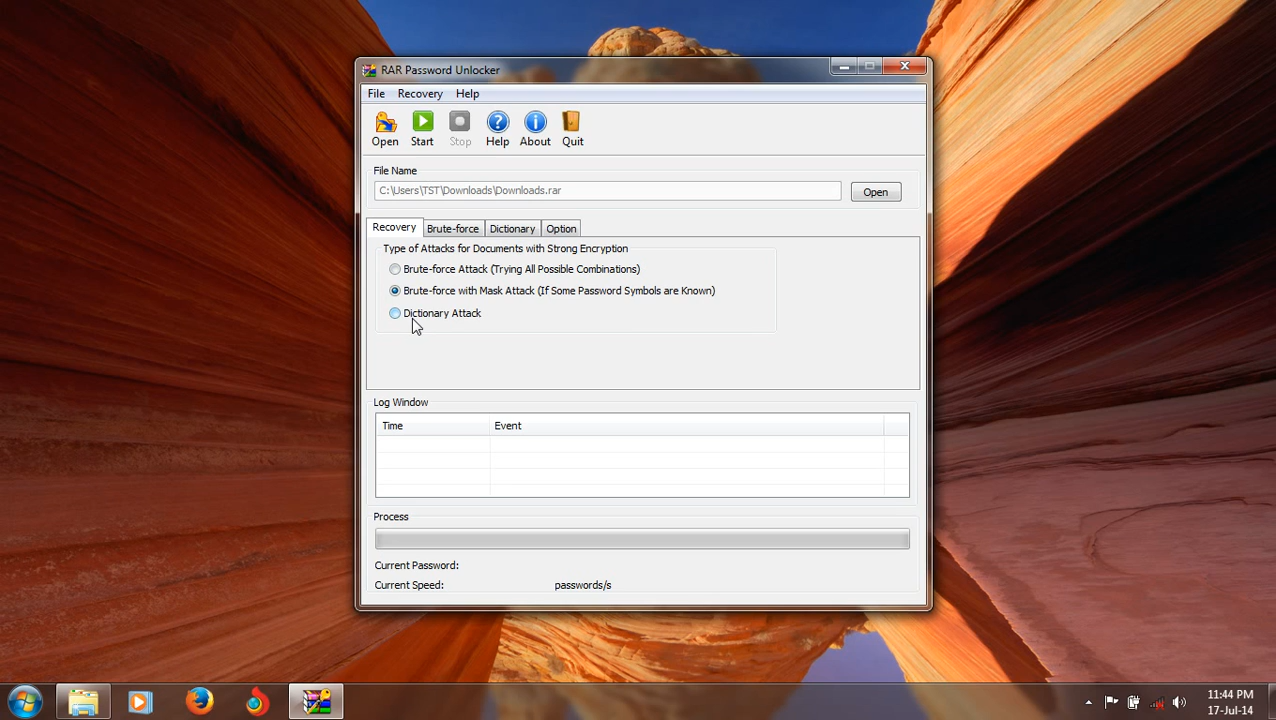 RAR Password Unlocker
File Recovery Help
Open Start Stop Help About Quit
File Name
C:\Users\TST\Downloads\Downloads.rar Open
Recovery Brute-force Dictionary Option
Type of Attacks for Documents with Strong Encryption
Brute-force Attack (Trying All Possible Combinations)
Brute-force with Mask Attack (If Some Password Symbols are Known)
Dictionary Attack
Log Window
Time Event
Process
Current Password:
Current Speed: passwords/s
11:44 PM
17-Jul-14